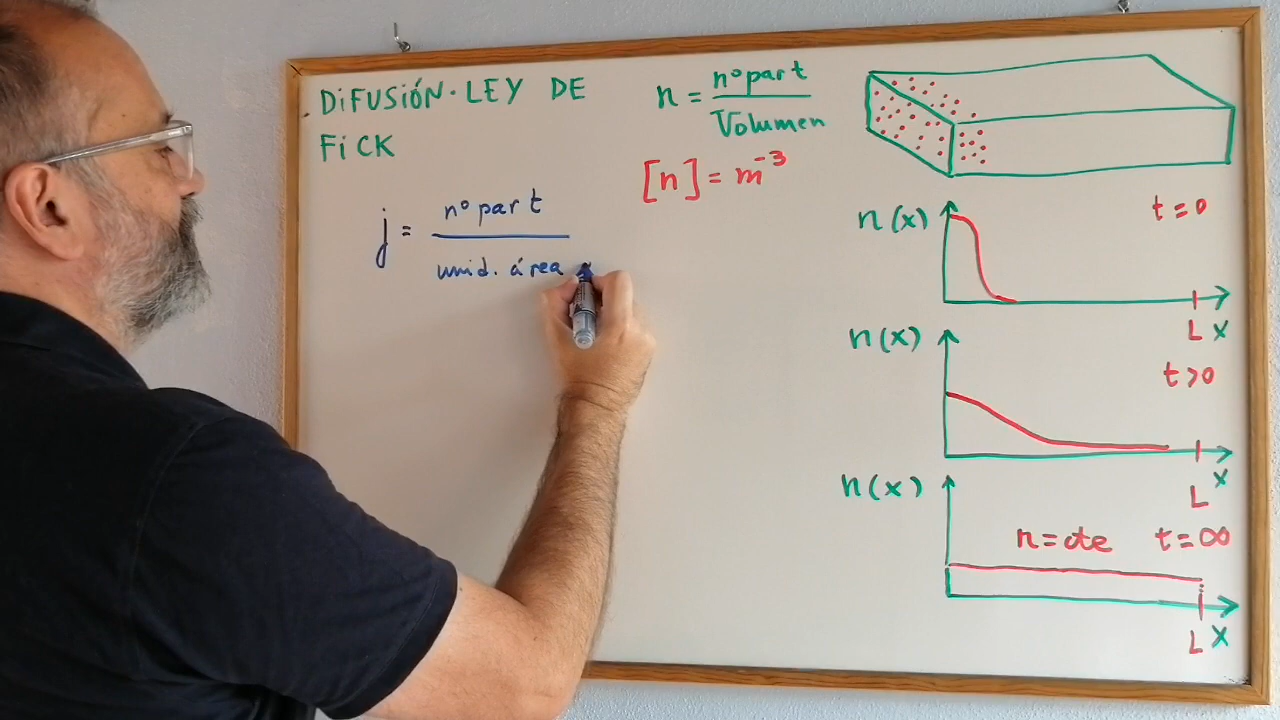 DiFUSiÓN. LEY DE
FiCK
j = nº part
unid. área
n = nº part
Volumen
[n] = m⁻³
t=0
n(x)
L x
n(x)
t>0
L x
n(x)
n=cte t=∞
L x